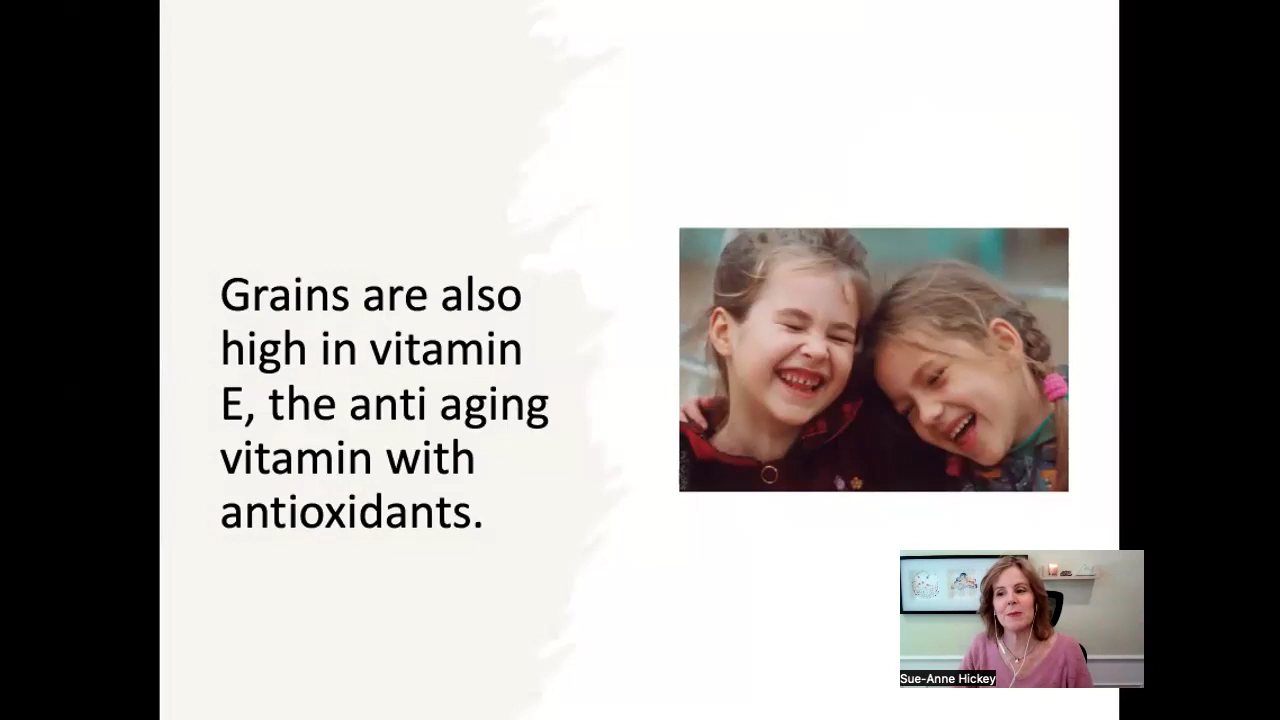 Grains are also
high in vitamin
E, the anti aging
vitamin with
antioxidants.
Sue-Anne Hickey